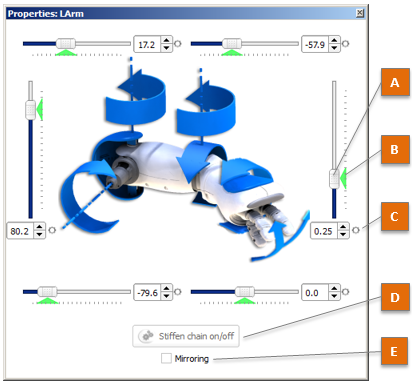 Properties: LArm
17.2
-57.9
A
B
C
80.2
0.25
-79.6
0.0
D
Stiffen chain on/off
E
Mirroring